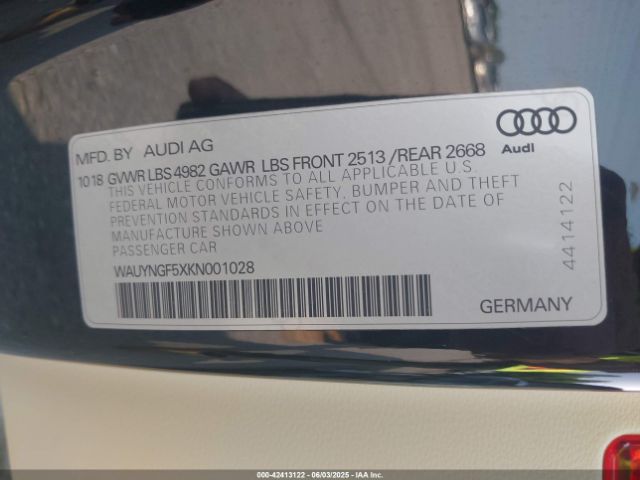 MFD. BY AUDI AG
Audi
1018 GVWR LBS 4982 GAWR LBS FRONT 2513 /REAR 2668
THIS VEHICLE CONFORMS TO ALL APPLICABLE U.S.
FEDERAL MOTOR VEHICLE SAFETY, BUMPER AND THEFT
PREVENTION STANDARDS IN EFFECT ON THE DATE OF
MANUFACTURE SHOWN ABOVE
PASSENGER CAR
4414122
WAUYNGF5XKN001028
GERMANY
000-42413122 06/03/2025 IAA Inc.